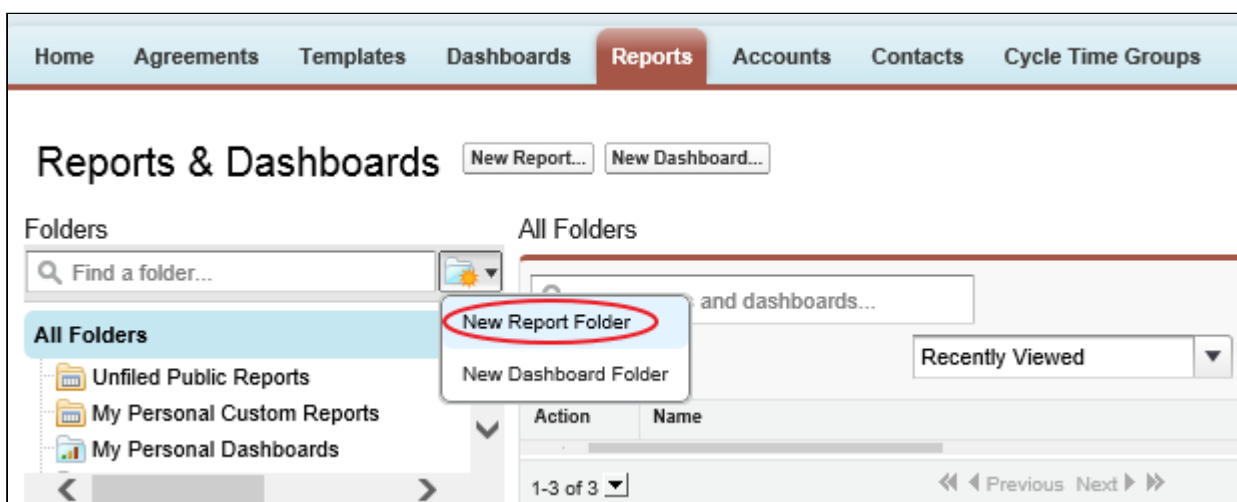 Home Agreements Templates Dashboards Reports Accounts Contacts Cycle Time Groups
Reports & Dashboards New Report... New Dashboard...
Folders
Find a folder...
All Folders
Unfiled Public Reports
My Personal Custom Reports
My Personal Dashboards
New Report Folder
New Dashboard Folder
All Folders
and dashboards...
Recently Viewed
Action Name
1-3 of 3 Previous Next